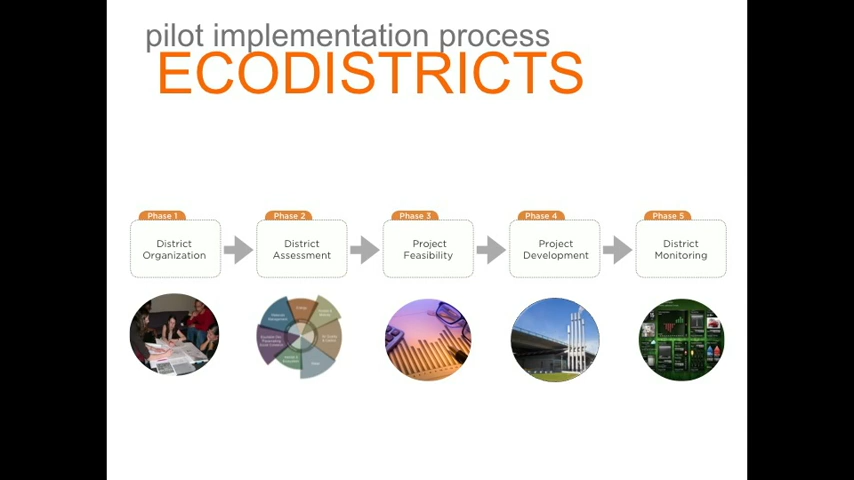 pilot implementation process
ECODISTRICTS
Phase 1
District
Organization
Phase 2
District
Assessment
Phase 3
Project
Feasibility
Phase 4
Project
Development
Phase 5
District
Monitoring